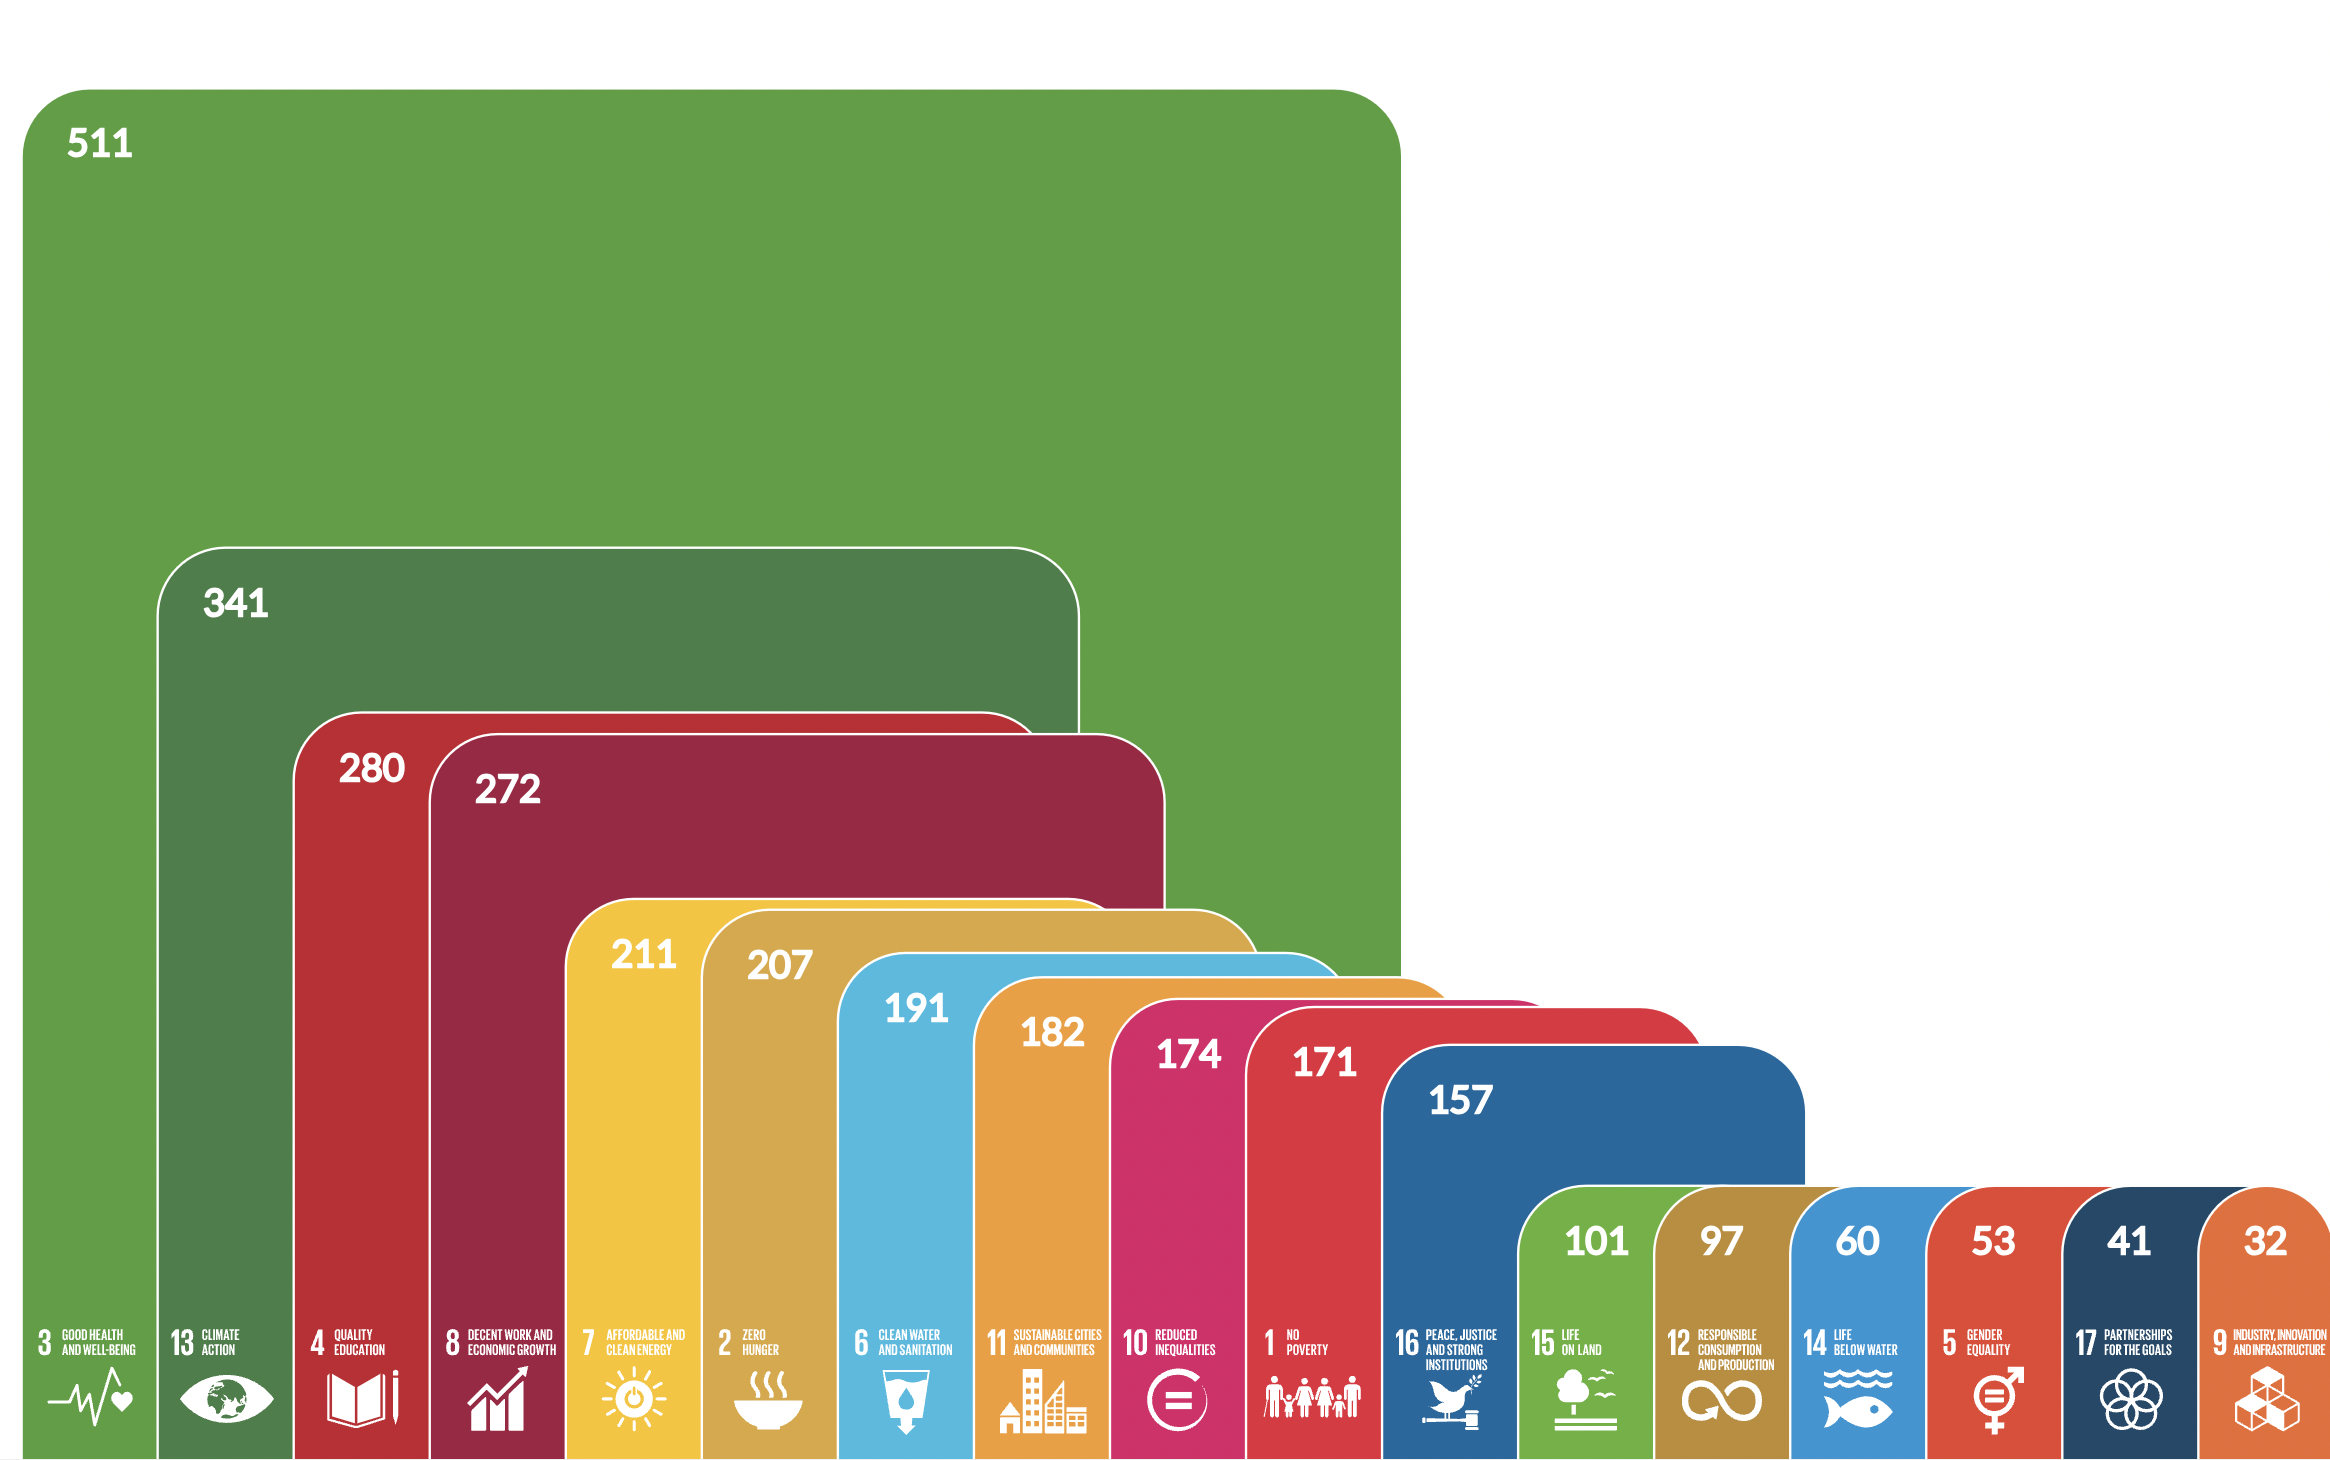 511
341
280
272
211
207
191
182
174
171
157
101
97
60
53
41
32
3 GOOD HEALTH
AND WELL-BEING
13 CLIMATE
ACTION
4 QUALITY
EDUCATION
8 DECENT WORK AND
ECONOMIC GROWTH
7 AFFORDABLE AND
CLEAN ENERGY
2 ZERO
HUNGER
6 CLEAN WATER
AND SANITATION
11 SUSTAINABLE CITIES
AND COMMUNITIES
10 REDUCED
INEQUALITIES
1 NO
POVERTY
16 PEACE, JUSTICE
AND STRONG
INSTITUTIONS
15 LIFE
ON LAND
12 RESPONSIBLE
CONSUMPTION
AND PRODUCTION
14 LIFE
BELOW WATER
5 GENDER
EQUALITY
17 PARTNERSHIPS
FOR THE GOALS
9 INDUSTRY, INNOVATION
AND INFRASTRUCTURE